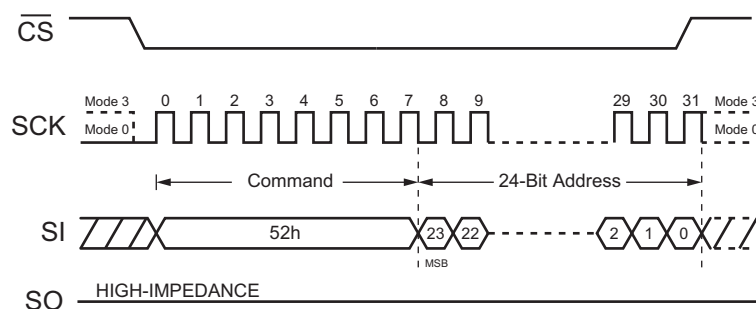 CS
Mode 3 0 1 2 3 4 5 6 7 8 9 29 30 31 Mode 3
SCK
Mode 0 Mode 0
Command 24-Bit Address
SI 52h 23 22 2 1 0
MSB
SO HIGH-IMPEDANCE